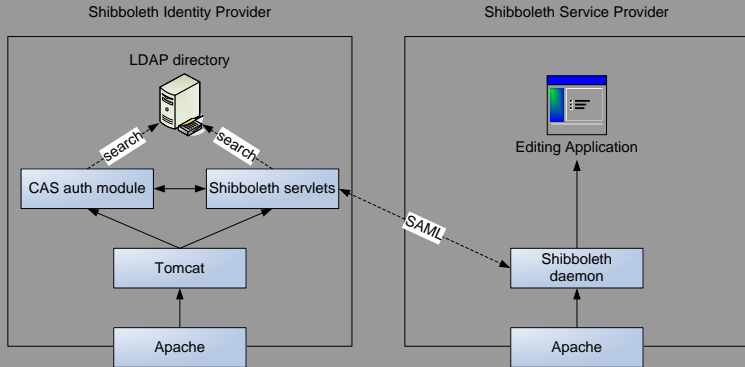 Shibboleth Identity Provider
Shibboleth Service Provider
LDAP directory
search
search
Editing Application
CAS auth module
Shibboleth servlets
SAML
Tomcat
Shibboleth
daemon
Apache
Apache